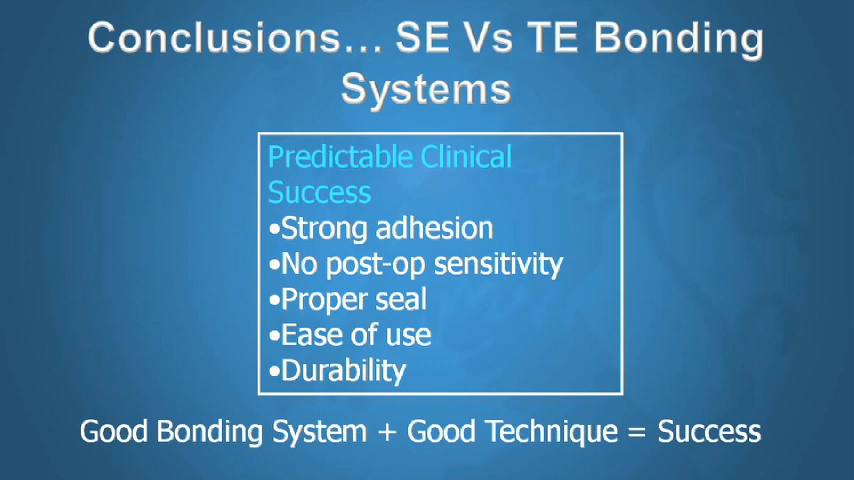 Conclusions... SE Vs TE Bonding
Systems
Predictable Clinical
Success
•Strong adhesion
•No post-op sensitivity
•Proper seal
•Ease of use
•Durability
Good Bonding System + Good Technique = Success